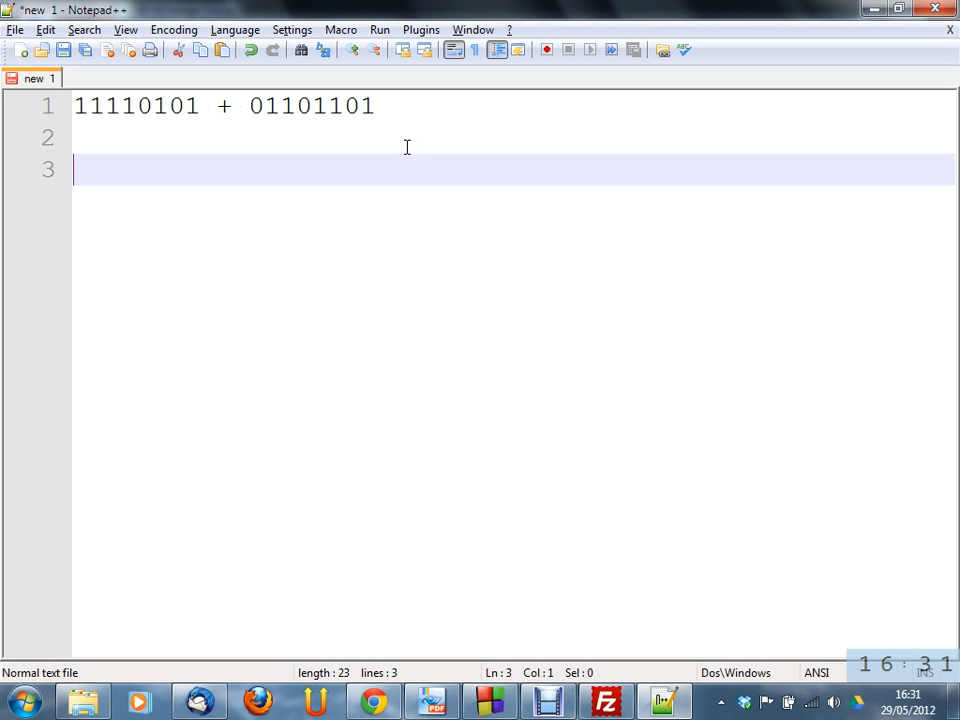 *new 1 - Notepad++
File Edit Search View Encoding Language Settings Macro Run Plugins Window ? X
new 1
1 11110101 + 01101101
2
3
Normal text file length : 23 lines : 3 Ln : 3 Col : 1 Sel : 0 Dos\Windows ANSI INS
16:31
16:31
29/05/2012